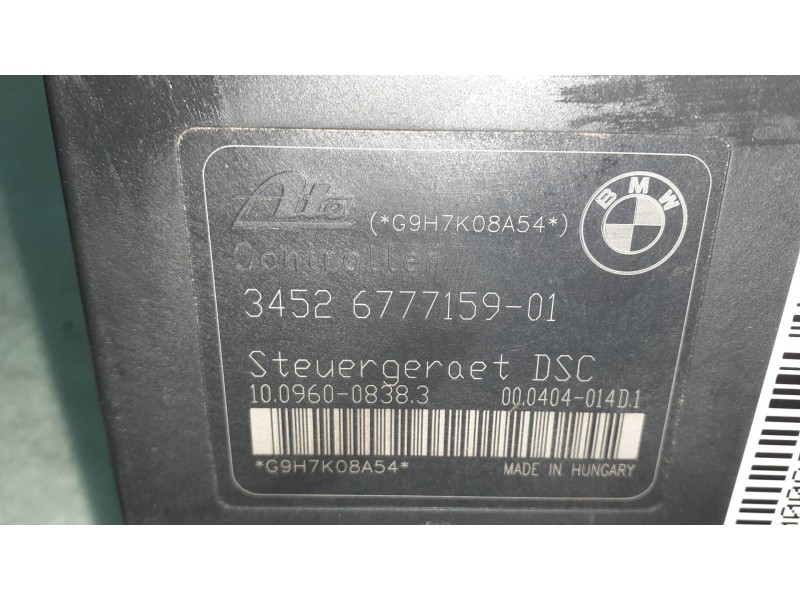 Ate
(*G9H7K08A54*)
BMW
Controller
3452 6777159-01
Steuergeraet DSC
10.0960-0838.3
00.0404-014D.1
*G9H7K08A54*
MADE IN HUNGARY